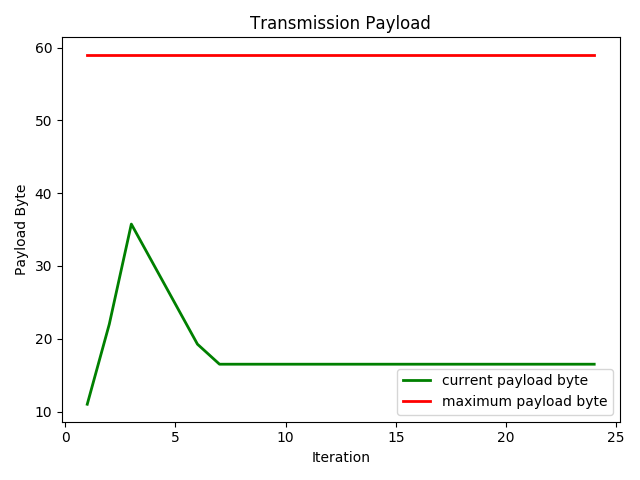 Transmission Payload
60
50
40
30
20
10
Payload Byte
0
5
10
15
20
25
Iteration
current payload byte
maximum payload byte